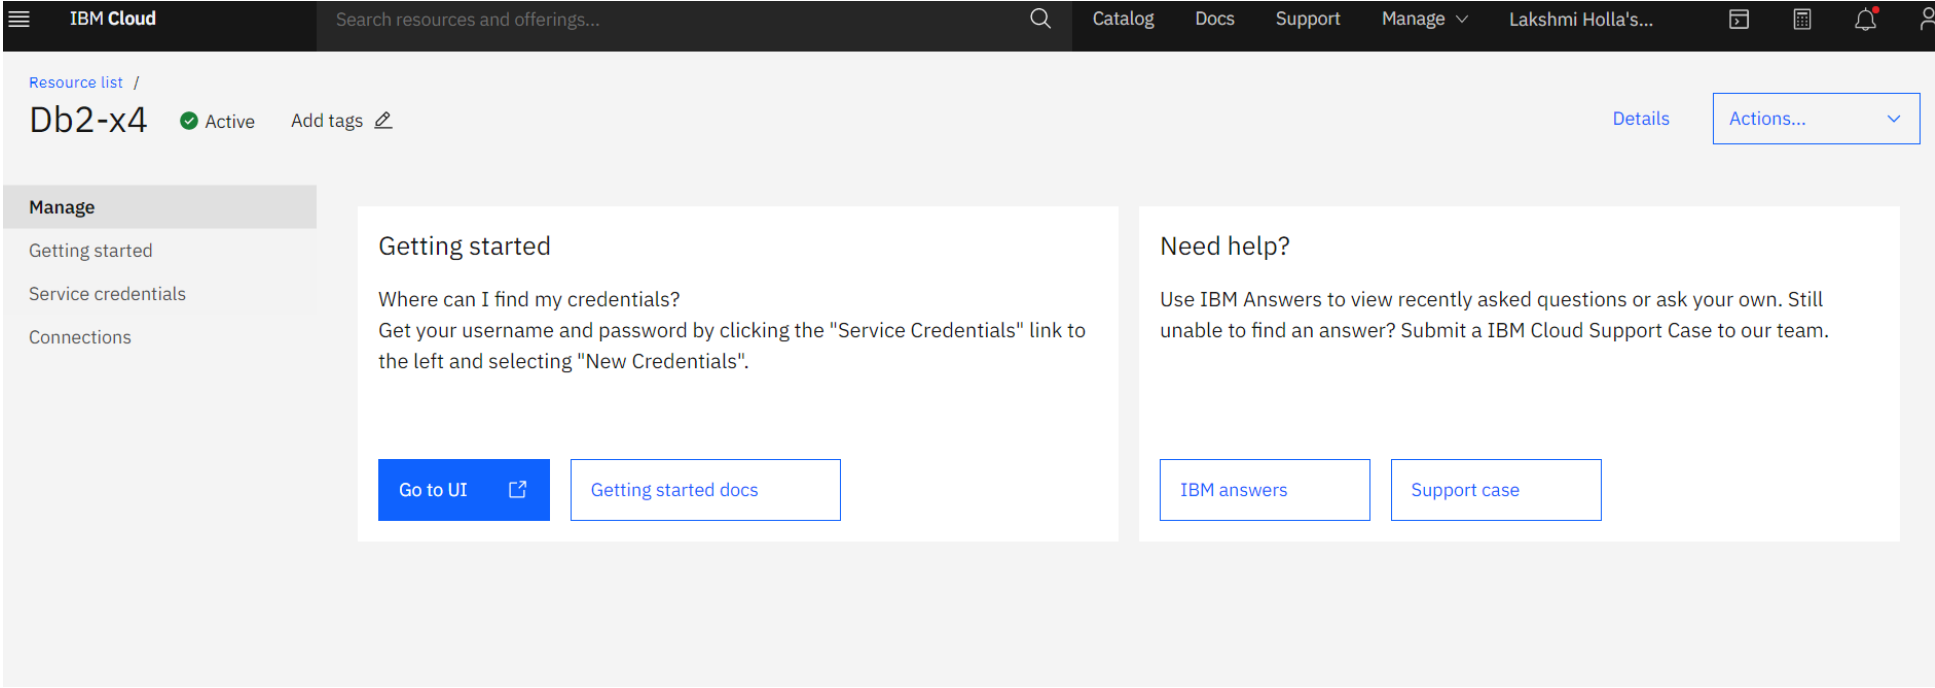 IBM Cloud
Search resources and offerings...
Catalog
Docs
Support
Manage
Lakshmi Holla's...
Resource list /
Db2-x4
Active
Add tags
Details
Actions...
Manage
Getting started
Service credentials
Connections
Getting started
Where can I find my credentials?
Get your username and password by clicking the "Service Credentials" link to
the left and selecting "New Credentials".
Go to UI
Getting started docs
Need help?
Use IBM Answers to view recently asked questions or ask your own. Still
unable to find an answer? Submit a IBM Cloud Support Case to our team.
IBM answers
Support case